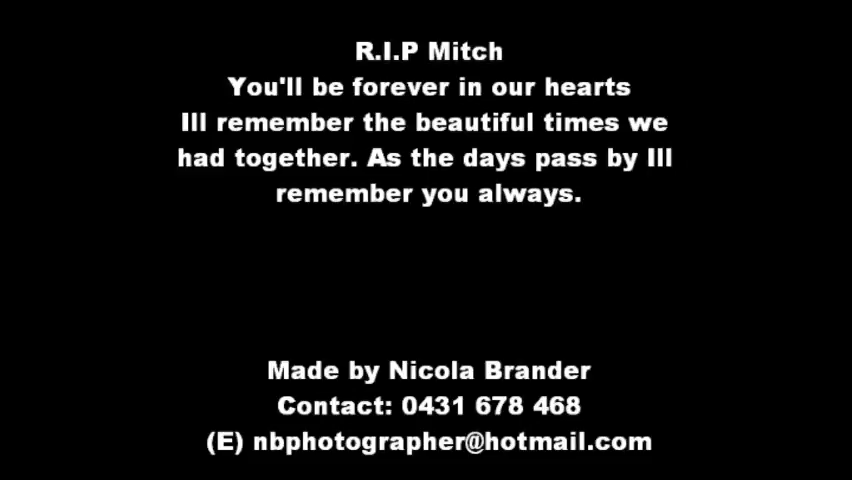 R.I.P Mitch
You'll be forever in our hearts
Ill remember the beautiful times we
had together. As the days pass by Ill
remember you always.
Made by Nicola Brander
Contact: 0431 678 468
(E) nbphotographer@hotmail.com